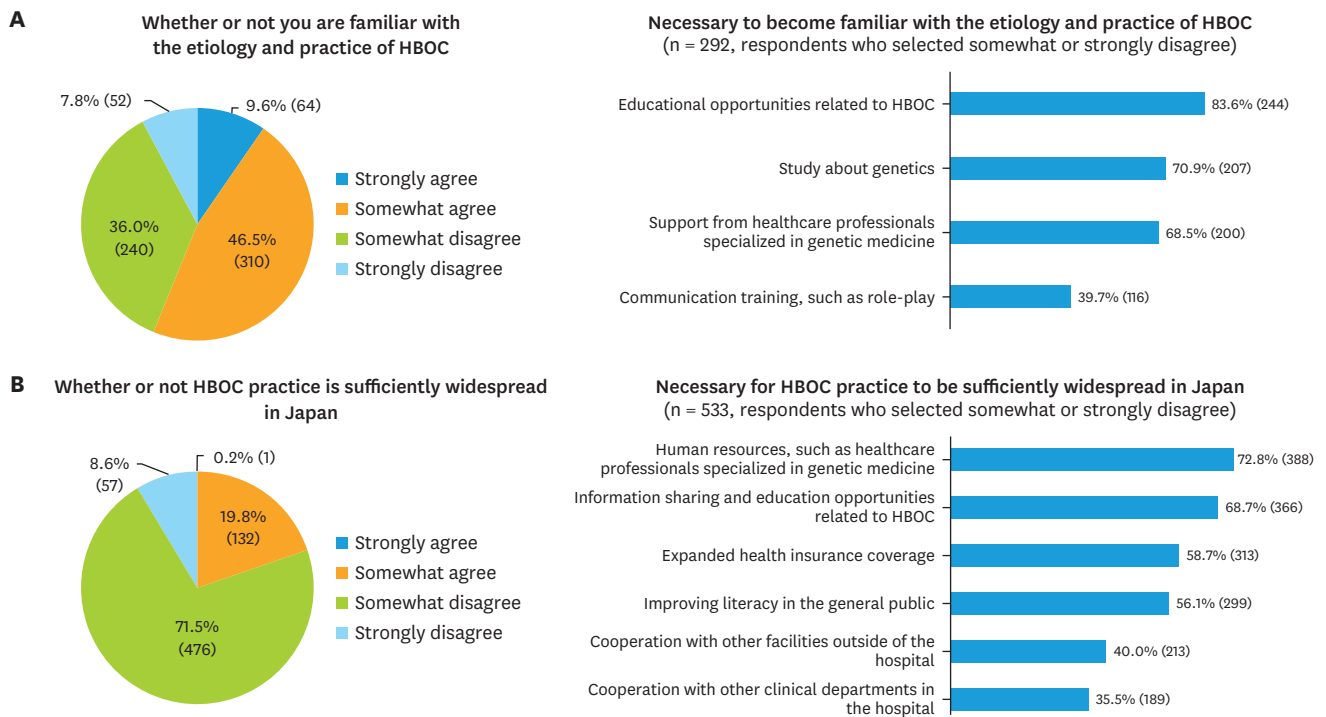 A
Whether or not you are familiar with
the etiology and practice of HBOC
7.8% (52)
9.6% (64)
36.0%
(240)
46.5%
(310)
Strongly agree
Somewhat agree
Somewhat disagree
Strongly disagree
Necessary to become familiar with the etiology and practice of HBOC
(n = 292, respondents who selected somewhat or strongly disagree)
Educational opportunities related to HBOC
83.6% (244)
Study about genetics
70.9% (207)
Support from healthcare professionals
specialized in genetic medicine
68.5% (200)
Communication training, such as role-play
39.7% (116)
B
Whether or not HBOC practice is sufficiently widespread
in Japan
8.6%
(57)
0.2% (1)
19.8%
(132)
71.5%
(476)
Strongly agree
Somewhat agree
Somewhat disagree
Strongly disagree
Necessary for HBOC practice to be sufficiently widespread in Japan
(n = 533, respondents who selected somewhat or strongly disagree)
Human resources, such as healthcare
professionals specialized in genetic medicine
72.8% (388)
Information sharing and education opportunities
related to HBOC
68.7% (366)
Expanded health insurance coverage
58.7% (313)
Improving literacy in the general public
56.1% (299)
Cooperation with other facilities outside of the
hospital
40.0% (213)
Cooperation with other clinical departments in
the hospital
35.5% (189)